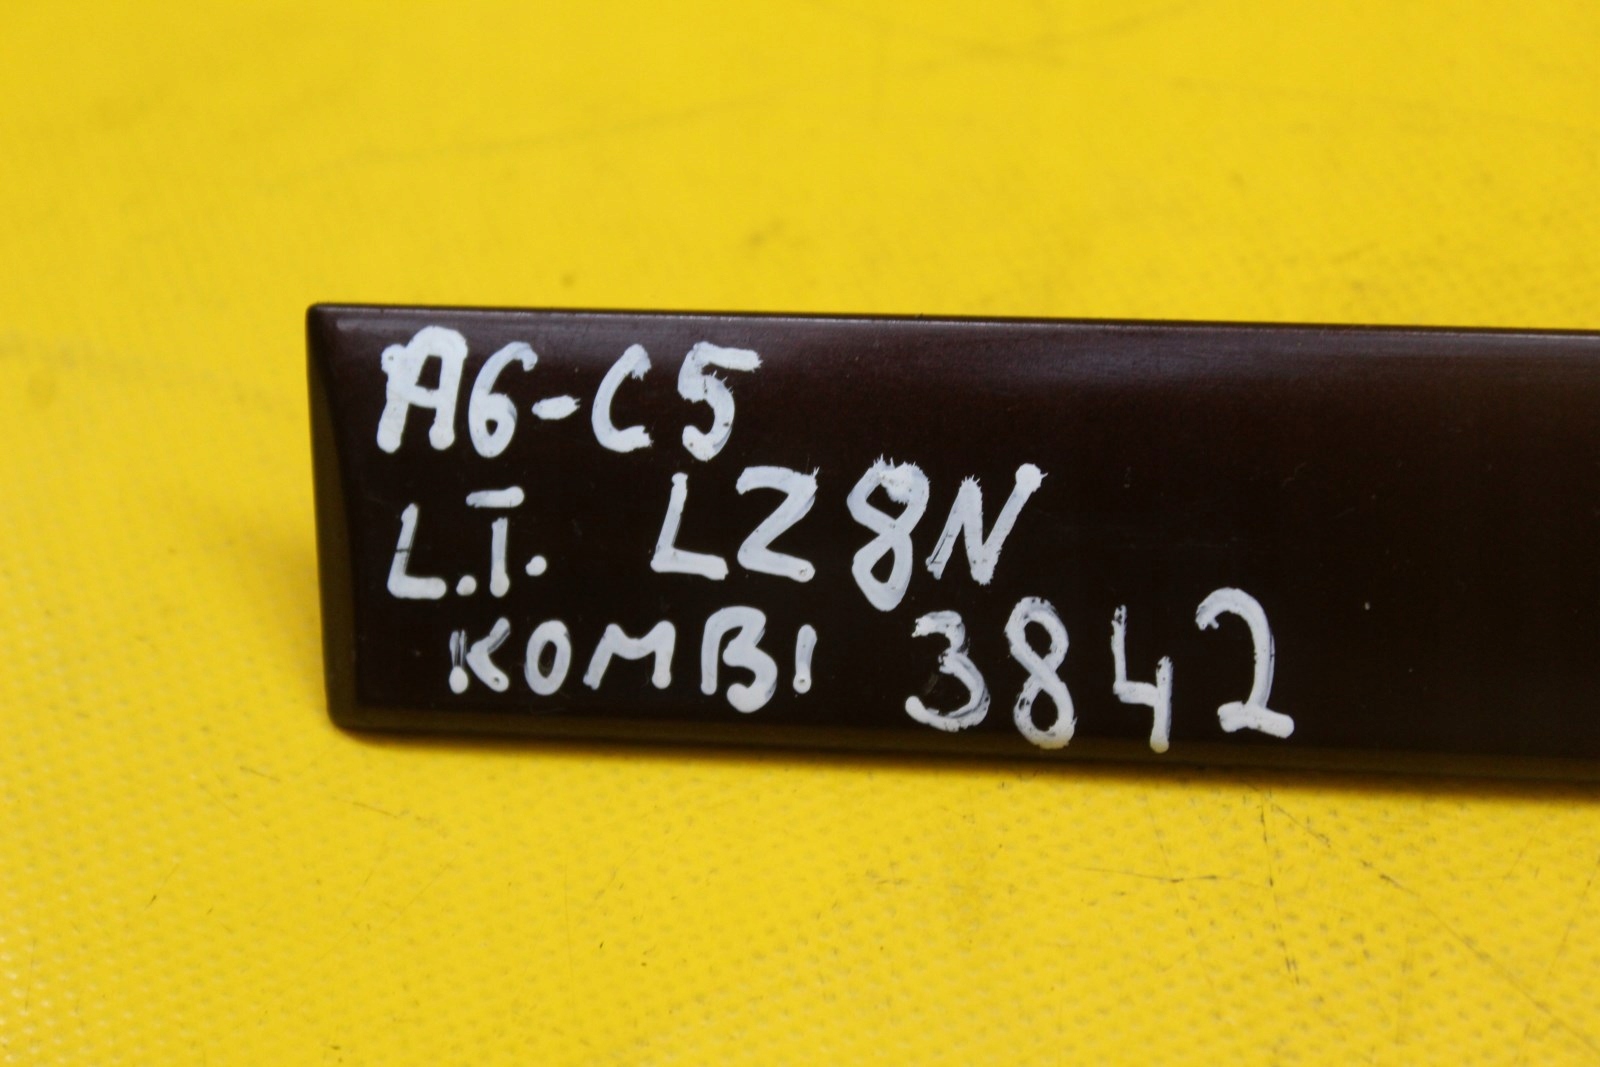 A6-C5
L.T. LZ8N
KOMBI 3842